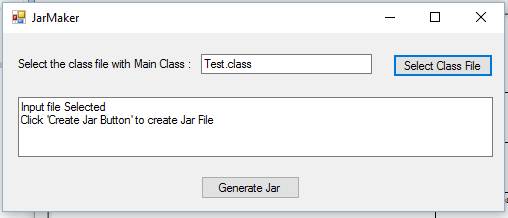 JarMaker
Select the class file with Main Class : Test.class Select Class File
Input file Selected
Click 'Create Jar Button' to create Jar File
Generate Jar